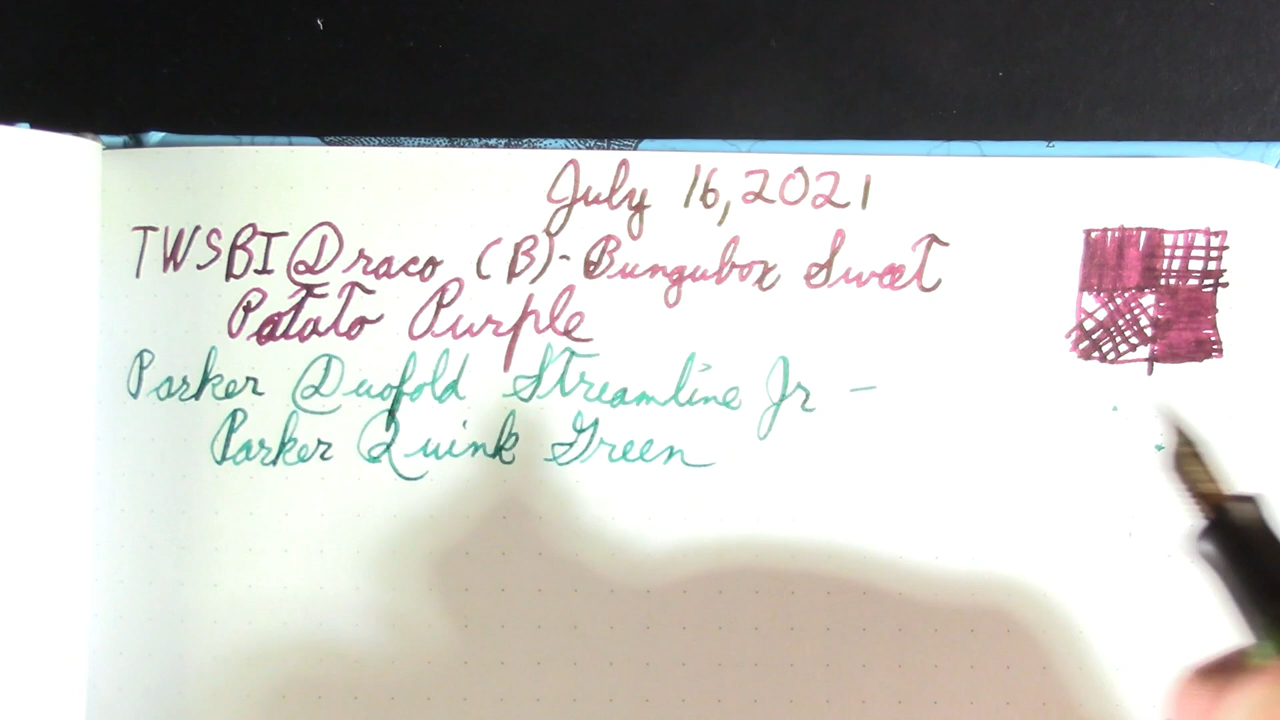 July 16, 2021
TWSBI Draco (B) - Bungubox Sweet
Potato Purple
Parker Duofold Streamline Jr -
Parker Quink Green